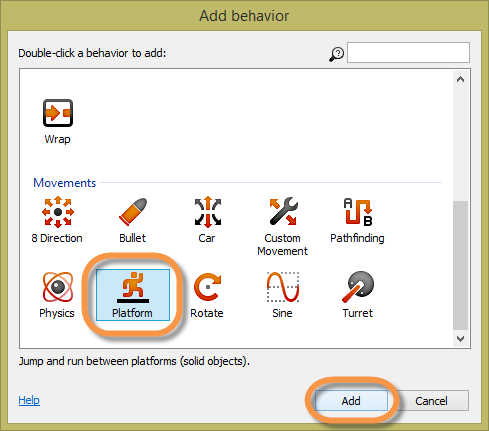 Add behavior
Double-click a behavior to add:
Wrap
Movements
8 Direction
Bullet
Car
Custom
Movement
Pathfinding
A
B
Physics
Platform
Rotate
Sine
Turret
Jump and run between platforms (solid objects).
Help
Add
Cancel